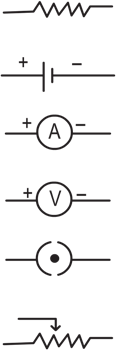 + −
+ A −
+ V −